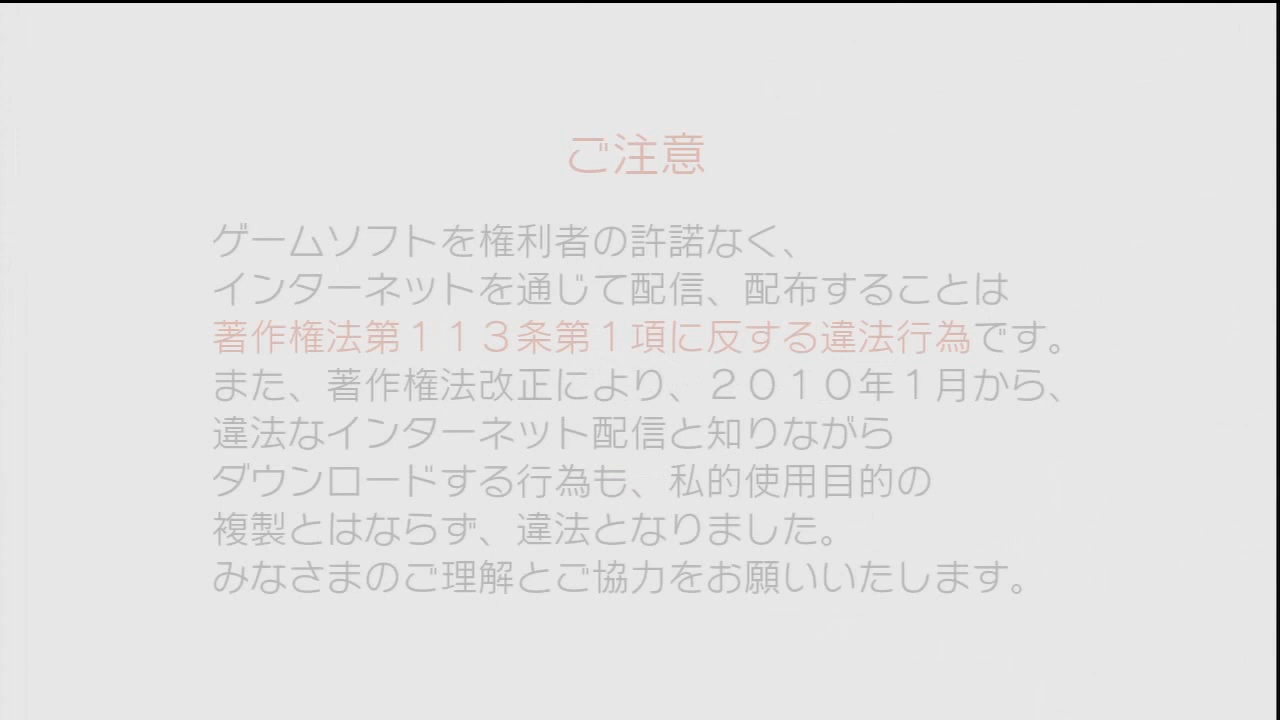 ご注意
ゲームソフトを権利者の許諾なく、
インターネットを通じて配信、配布することは
著作権法第１１３条第１項に反する違法行為です。
また、著作権法改正により、２０１０年１月から、
違法なインターネット配信と知りながら
ダウンロードする行為も、私的使用目的の
複製とはならず、違法となりました。
みなさまのご理解とご協力をお願いいたします。